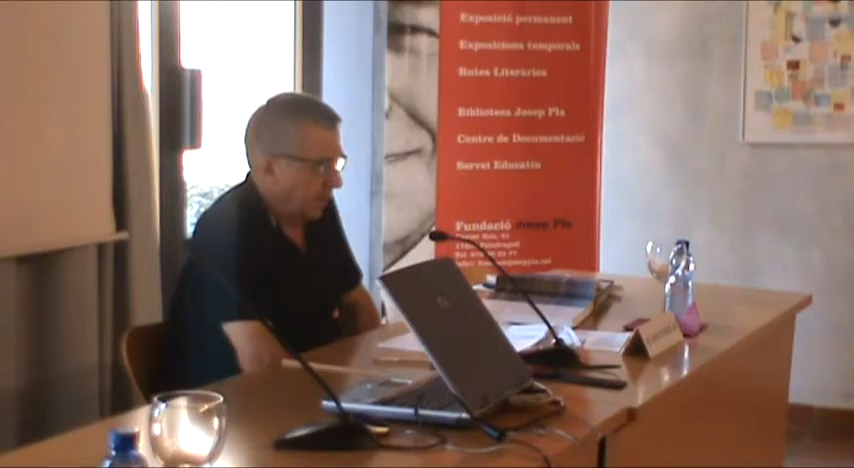 Exposició permanent
Exposicions temporals
Rutes Literàries
Biblioteca Josep Pla
Centre de Documentació
Servei Educatiu
Fundació Josep Pla